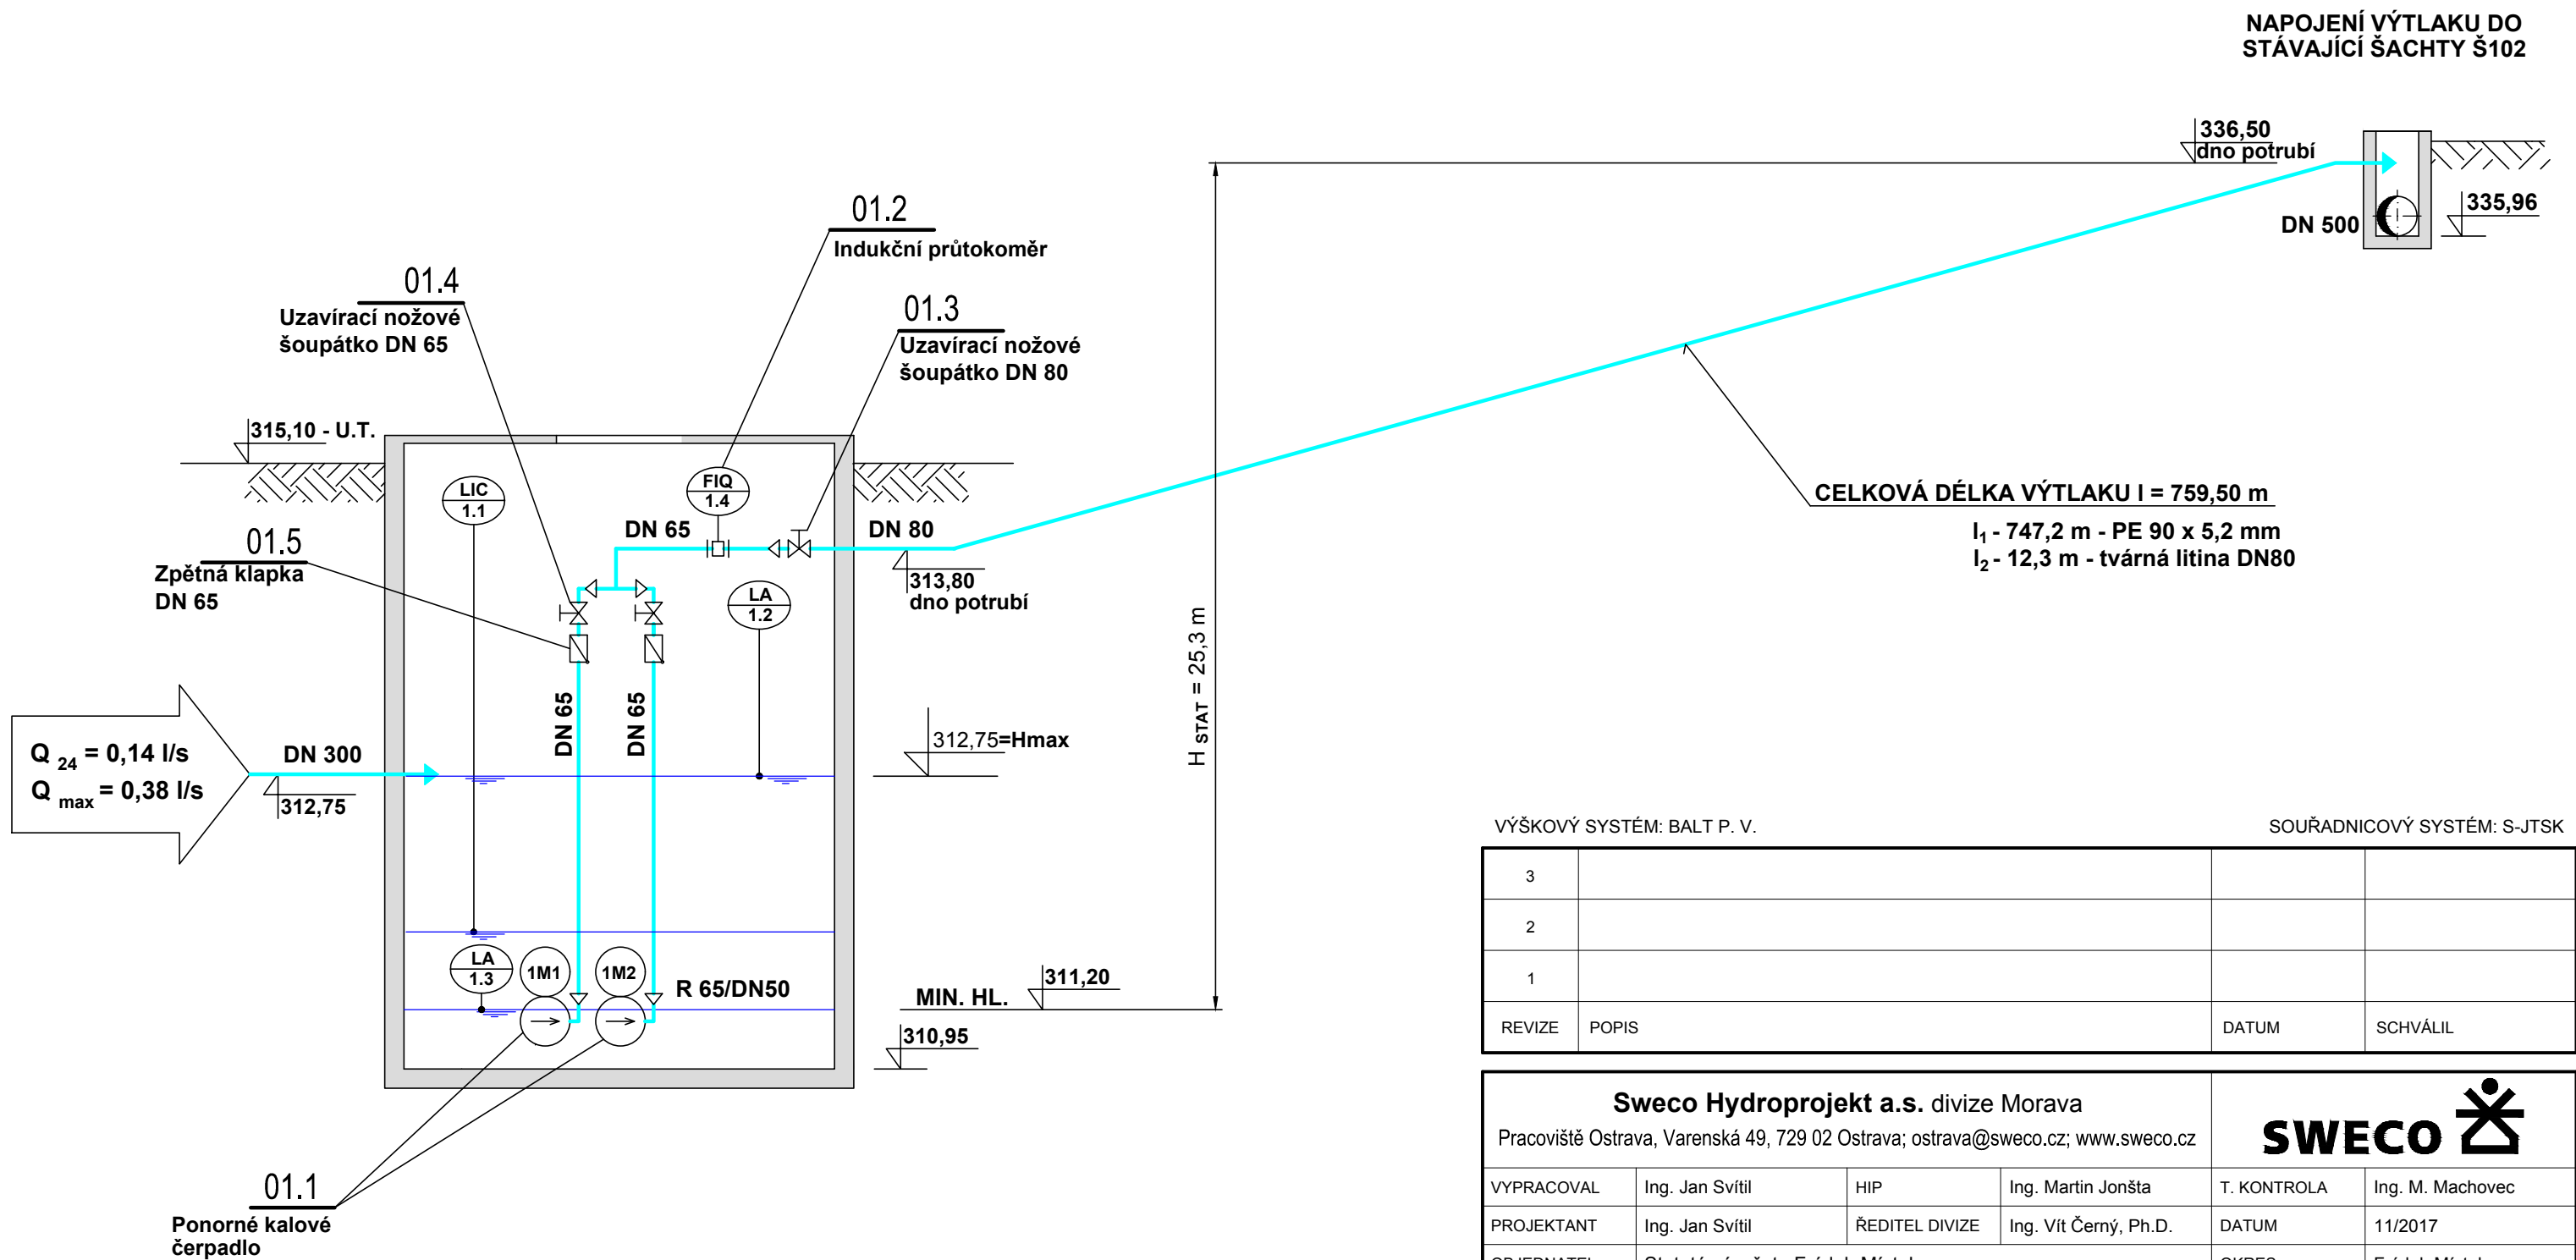 NAPOJENÍ VÝTLAKU DO
STÁVAJÍCÍ ŠACHTY Š102
336,50
dno potrubí
335,96
DN 500
01.2
Indukční průtokoměr
01.4
Uzavírací nožové
šoupátko DN 65
01.3
Uzavírací nožové
šoupátko DN 80
315,10 - U.T.
LIC
1.1
FIQ
1.4
DN 65
DN 80
CELKOVÁ DÉLKA VÝTLAKU l = 759,50 m
l1 - 747,2 m - PE 90 x 5,2 mm
l2 - 12,3 m - tvárná litina DN80
01.5
Zpětná klapka
DN 65
313,80
dno potrubí
LA
1.2
H STAT = 25,3 m
DN 65
DN 65
Q 24 = 0,14 l/s
Q max = 0,38 l/s
DN 300
312,75
312,75=Hmax
LA
1.3
1M1
1M2
R 65/DN50
MIN. HL.
311,20
310,95
01.1
Ponorné kalové
čerpadlo
VÝŠKOVÝ SYSTÉM: BALT P. V.
SOUŘADNICOVÝ SYSTÉM: S-JTSK
3
2
1
REVIZE POPIS DATUM SCHVÁLIL
Sweco Hydroprojekt a.s. divize Morava
Pracoviště Ostrava, Varenská 49, 729 02 Ostrava; ostrava@sweco.cz; www.sweco.cz
SWECO
VYPRACOVAL Ing. Jan Svítil HIP Ing. Martin Jonšta T. KONTROLA Ing. M. Machovec
PROJEKTANT Ing. Jan Svítil ŘEDITEL DIVIZE Ing. Vít Černý, Ph.D. DATUM 11/2017